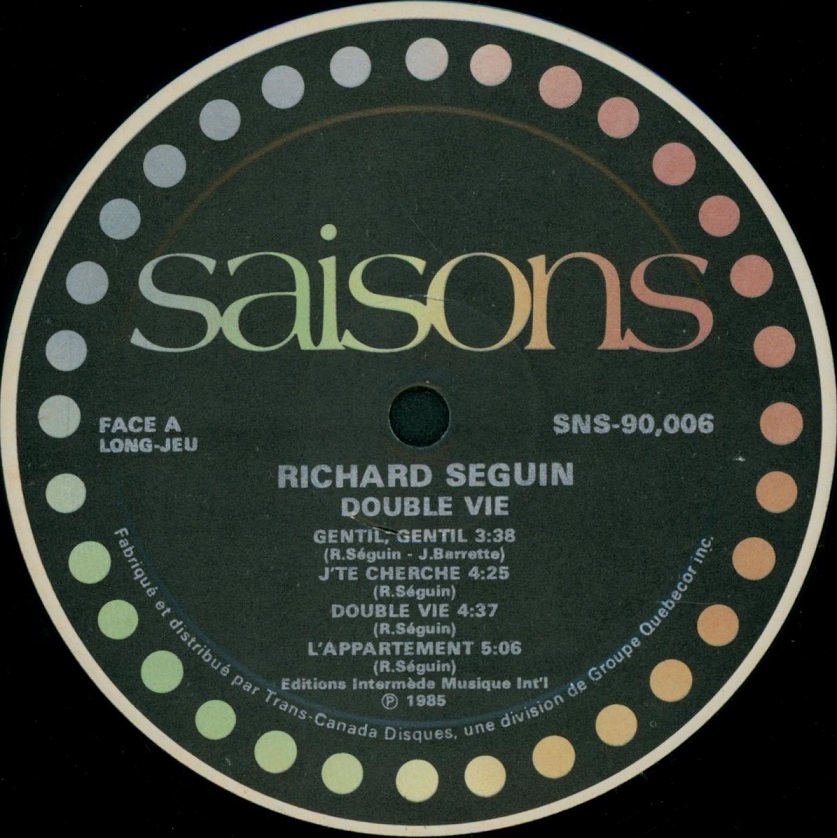 saisons
FACE A
LONG-JEU
SNS-90,006
RICHARD SEGUIN
DOUBLE VIE
GENTIL, GENTIL 3:38
(R.Séguin - J.Barrette)
J'TE CHERCHE 4:25
(R.Séguin)
DOUBLE VIE 4:37
(R.Séguin)
L'APPARTEMENT 5:06
(R.Séguin)
Editions Intermède Musique Int'l
℗ 1985
Fabriqué et distribué par Trans-Canada Disques, une division de Groupe Quebecor inc.